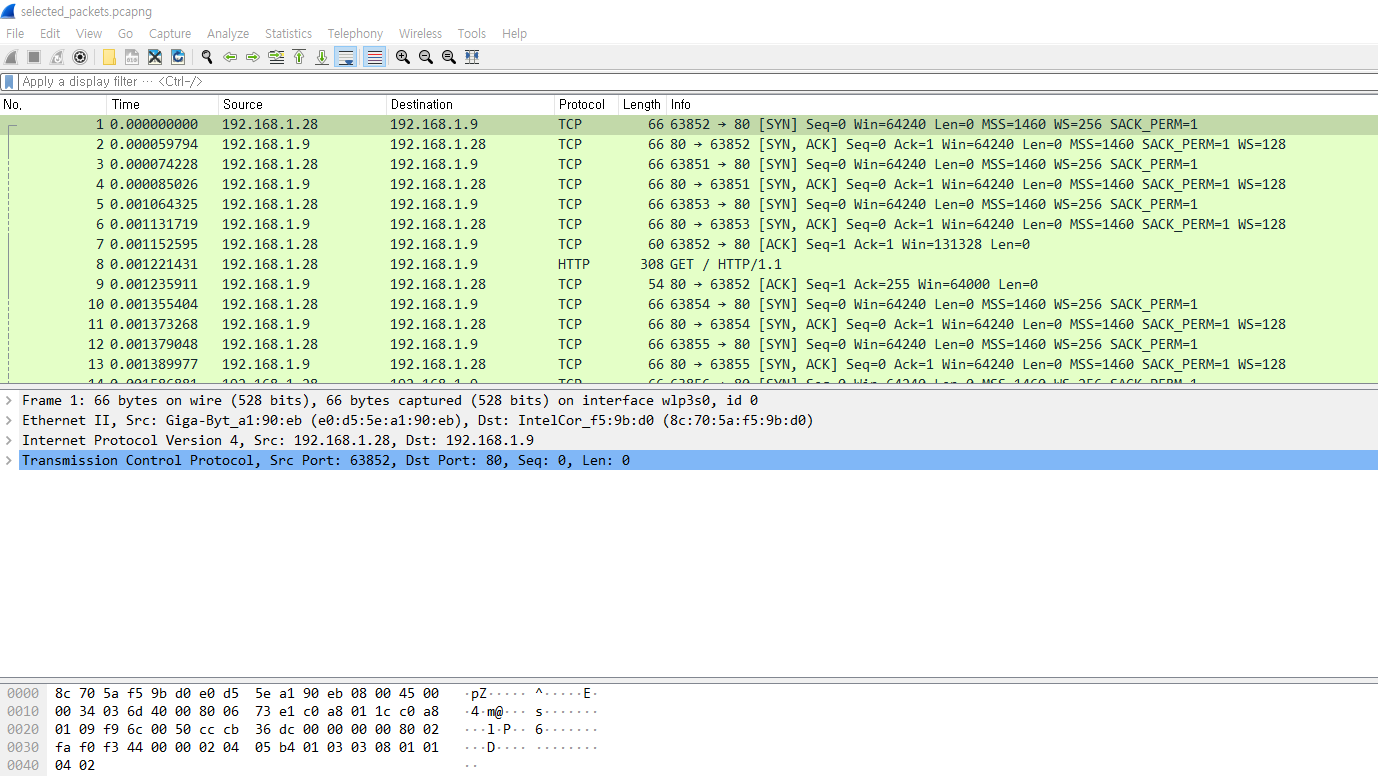 selected_packets.pcapng
File Edit View Go Capture Analyze Statistics Telephony Wireless Tools Help
Apply a display filter ··· <Ctrl-/>
No. Time Source Destination Protocol Length Info
1 0.000000000 192.168.1.28 192.168.1.9 TCP 66 63852 → 80 [SYN] Seq=0 Win=64240 Len=0 MSS=1460 WS=256 SACK_PERM=1
2 0.000059794 192.168.1.9 192.168.1.28 TCP 66 80 → 63852 [SYN, ACK] Seq=0 Ack=1 Win=64240 Len=0 MSS=1460 SACK_PERM=1 WS=128
3 0.000074228 192.168.1.28 192.168.1.9 TCP 66 63851 → 80 [SYN] Seq=0 Win=64240 Len=0 MSS=1460 WS=256 SACK_PERM=1
4 0.000085026 192.168.1.9 192.168.1.28 TCP 66 80 → 63851 [SYN, ACK] Seq=0 Ack=1 Win=64240 Len=0 MSS=1460 SACK_PERM=1 WS=128
5 0.001064325 192.168.1.28 192.168.1.9 TCP 66 63853 → 80 [SYN] Seq=0 Win=64240 Len=0 MSS=1460 WS=256 SACK_PERM=1
6 0.001131719 192.168.1.9 192.168.1.28 TCP 66 80 → 63853 [SYN, ACK] Seq=0 Ack=1 Win=64240 Len=0 MSS=1460 SACK_PERM=1 WS=128
7 0.001152595 192.168.1.28 192.168.1.9 TCP 60 63852 → 80 [ACK] Seq=1 Ack=1 Win=131328 Len=0
8 0.001221431 192.168.1.28 192.168.1.9 HTTP 308 GET / HTTP/1.1
9 0.001235911 192.168.1.9 192.168.1.28 TCP 54 80 → 63852 [ACK] Seq=1 Ack=255 Win=64000 Len=0
10 0.001355404 192.168.1.28 192.168.1.9 TCP 66 63854 → 80 [SYN] Seq=0 Win=64240 Len=0 MSS=1460 WS=256 SACK_PERM=1
11 0.001373268 192.168.1.9 192.168.1.28 TCP 66 80 → 63854 [SYN, ACK] Seq=0 Ack=1 Win=64240 Len=0 MSS=1460 SACK_PERM=1 WS=128
12 0.001379048 192.168.1.28 192.168.1.9 TCP 66 63855 → 80 [SYN] Seq=0 Win=64240 Len=0 MSS=1460 WS=256 SACK_PERM=1
13 0.001389977 192.168.1.9 192.168.1.28 TCP 66 80 → 63855 [SYN, ACK] Seq=0 Ack=1 Win=64240 Len=0 MSS=1460 SACK_PERM=1 WS=128
Frame 1: 66 bytes on wire (528 bits), 66 bytes captured (528 bits) on interface wlp3s0, id 0
Ethernet II, Src: Giga-Byt_a1:90:eb (e0:d5:5e:a1:90:eb), Dst: IntelCor_f5:9b:d0 (8c:70:5a:f5:9b:d0)
Internet Protocol Version 4, Src: 192.168.1.28, Dst: 192.168.1.9
Transmission Control Protocol, Src Port: 63852, Dst Port: 80, Seq: 0, Len: 0
0000 8c 70 5a f5 9b d0 e0 d5 5e a1 90 eb 08 00 45 00 ·pZ····· ^·····E·
0010 00 34 03 6d 40 00 80 06 73 e1 c0 a8 01 1c c0 a8 ·4·m@··· s·······
0020 01 09 f9 6c 00 50 cc cb 36 dc 00 00 00 00 80 02 ···l·P·· 6·······
0030 fa f0 f3 44 00 00 02 04 05 b4 01 03 03 08 01 01 ···D···· ········
0040 04 02 ··